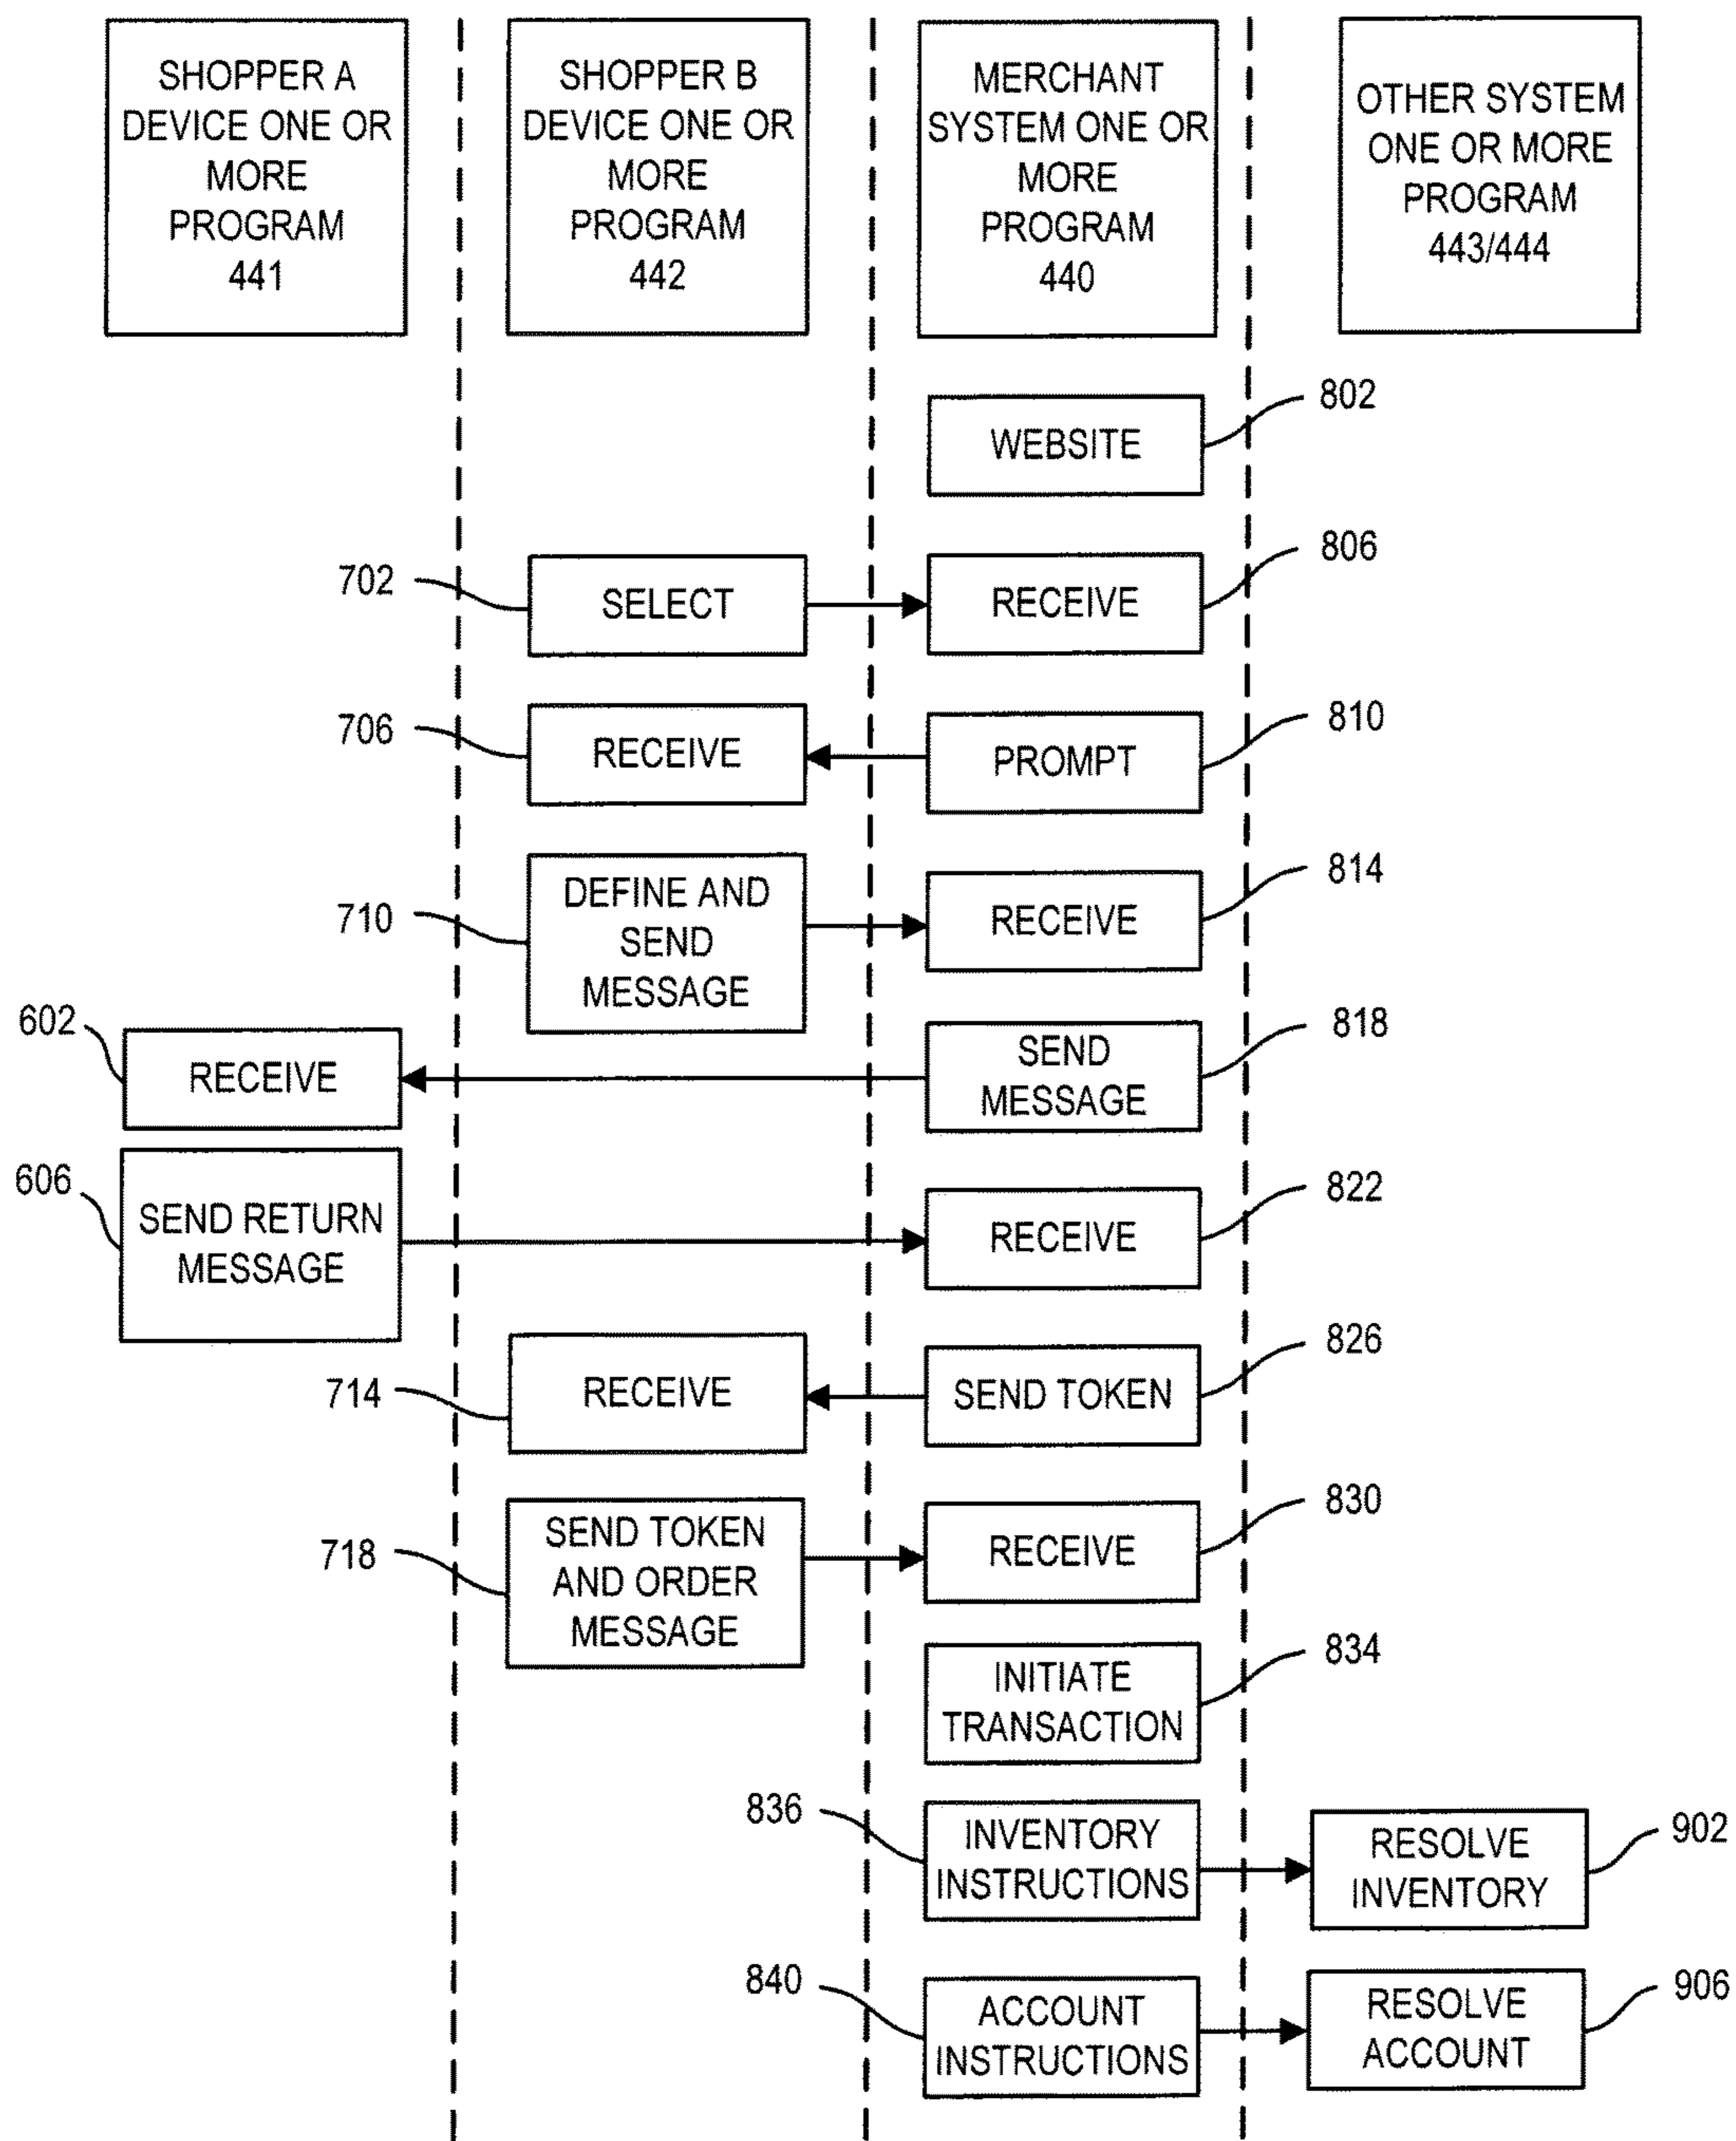 SHOPPER A
DEVICE ONE OR
MORE
PROGRAM
441
SHOPPER B
DEVICE ONE OR
MORE
PROGRAM
442
MERCHANT
SYSTEM ONE OR
MORE
PROGRAM
440
OTHER SYSTEM
ONE OR MORE
PROGRAM
443/444
WEBSITE
802
702
SELECT
RECEIVE
806
706
RECEIVE
PROMPT
810
710
DEFINE AND
SEND
MESSAGE
RECEIVE
814
602
RECEIVE
SEND
MESSAGE
818
606
SEND RETURN
MESSAGE
RECEIVE
822
714
RECEIVE
SEND TOKEN
826
718
SEND TOKEN
AND ORDER
MESSAGE
RECEIVE
830
INITIATE
TRANSACTION
834
836
INVENTORY
INSTRUCTIONS
RESOLVE
INVENTORY
902
840
ACCOUNT
INSTRUCTIONS
RESOLVE
ACCOUNT
906